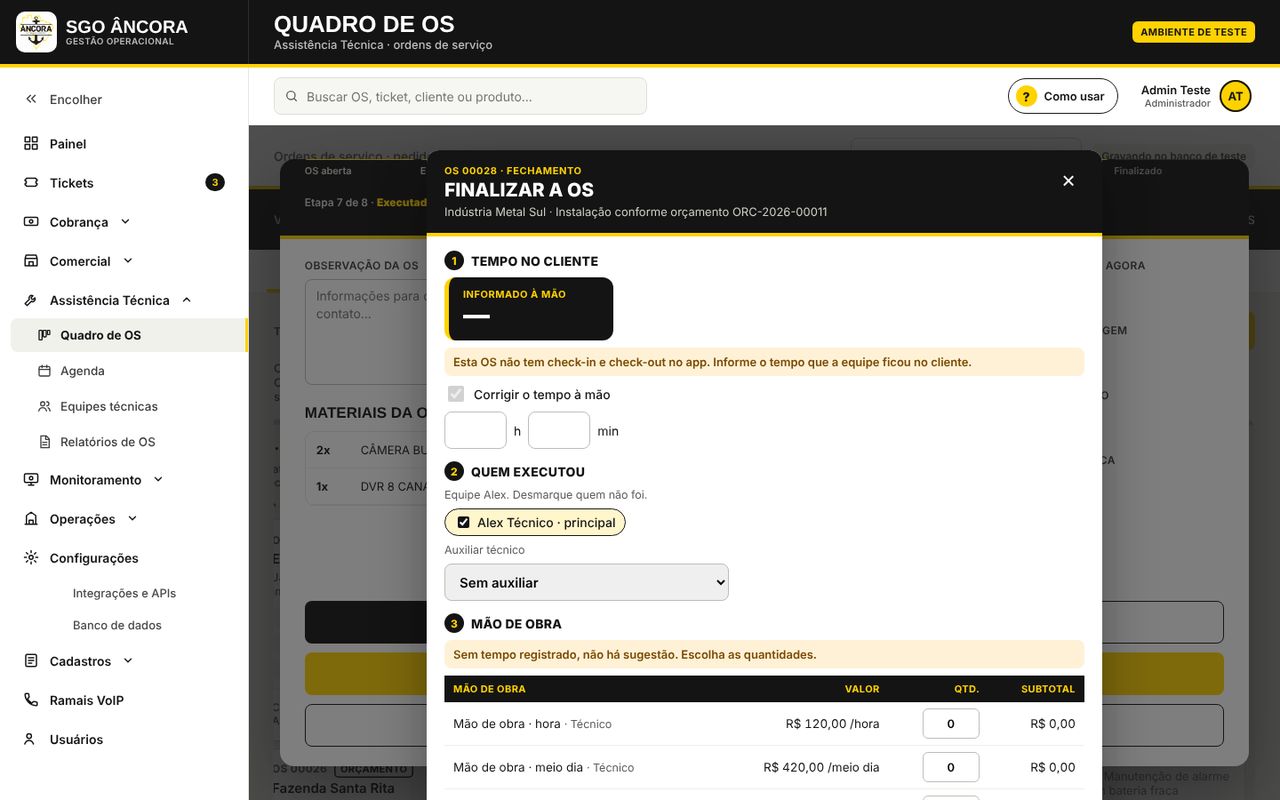 ÂNCORA
SGO ÂNCORA
GESTÃO OPERACIONAL
QUADRO DE OS
Assistência Técnica · ordens de serviço
AMBIENTE DE TESTE
Encolher
Buscar OS, ticket, cliente ou produto...
? Como usar
Admin Teste
Administrador
AT
Painel
Tickets
3
Cobrança
Comercial
Assistência Técnica
Quadro de OS
Agenda
Equipes técnicas
Relatórios de OS
Monitoramento
Operações
Configurações
Integrações e APIs
Banco de dados
Cadastros
Ramais VoIP
Usuários
Ordens de serviço
Gravando no banco de teste
OS aberta
Finalizado
Etapa 7 de 8 ·
OBSERVAÇÃO DA OS
AGORA
Informações para
contato...
MATERIAIS DA
2x
CÂMERA
1x
DVR 8
OS 00026
ORÇAMENTO
Fazenda Santa Rita
Manutenção de alarme
bateria fraca
OS 00028 · FECHAMENTO
FINALIZAR A OS
Indústria Metal Sul · Instalação conforme orçamento ORC-2026-00011
1 TEMPO NO CLIENTE
INFORMADO À MÃO
—
Esta OS não tem check-in e check-out no app. Informe o tempo que a equipe ficou no cliente.
Corrigir o tempo à mão
h
min
2 QUEM EXECUTOU
Equipe Alex. Desmarque quem não foi.
Alex Técnico · principal
Auxiliar técnico
Sem auxiliar
3 MÃO DE OBRA
Sem tempo registrado, não há sugestão. Escolha as quantidades.
MÃO DE OBRA VALOR QTD. SUBTOTAL
Mão de obra · hora · Técnico R$ 120,00 /hora 0 R$ 0,00
Mão de obra · meio dia · Técnico R$ 420,00 /meio dia 0 R$ 0,00